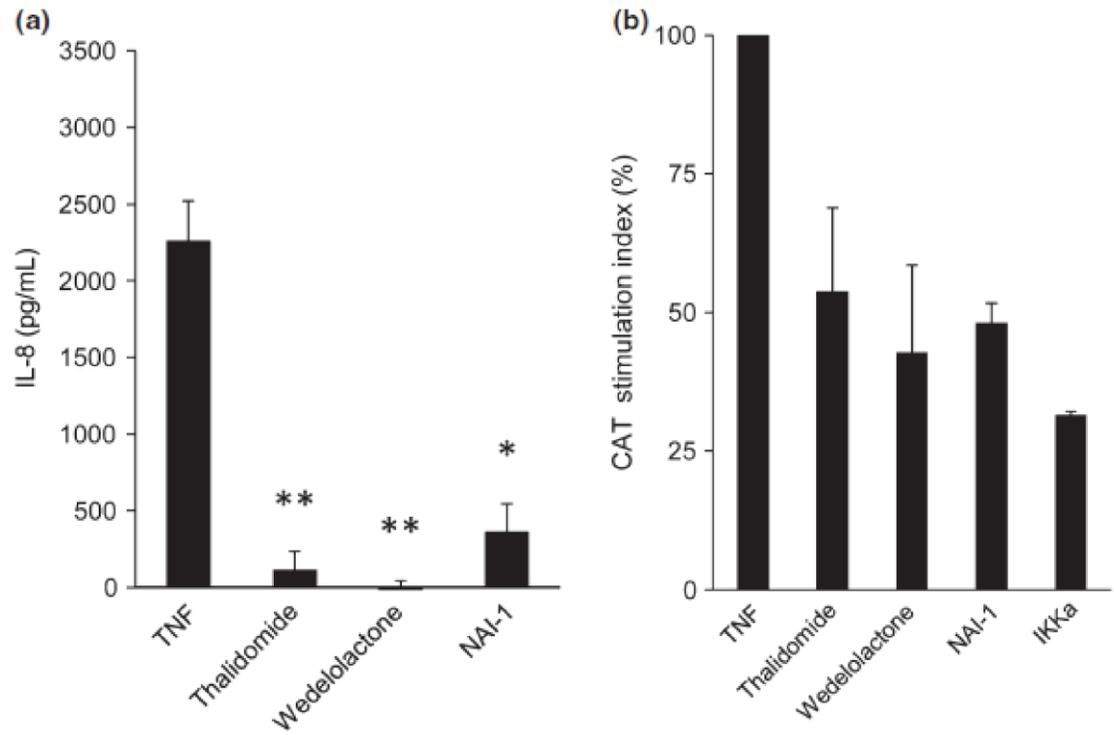 (a)
3500
3000
2500
2000
1500
1000
500
0
IL-8 (pg/mL)
**
**
*
TNF
Thalidomide
Wedelolactone
NAI-1
(b)
100
75
50
25
0
CAT stimulation index (%)
TNF
Thalidomide
Wedelolactone
NAI-1
IKKa